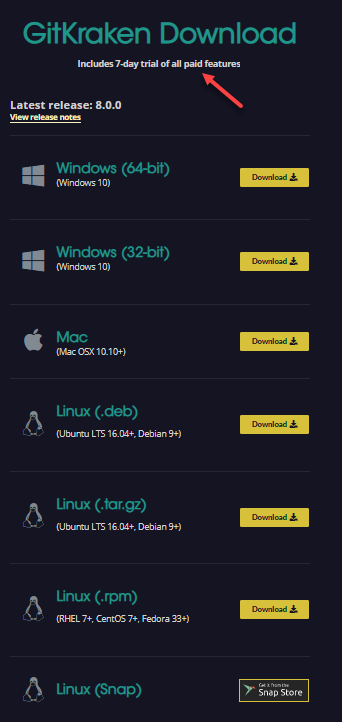 GitKraken Download
Includes 7-day trial of all paid features
Latest release: 8.0.0
View release notes
Windows (64-bit)
(Windows 10)
Download
Windows (32-bit)
(Windows 10)
Download
Mac
(Mac OSX 10.10+)
Download
Linux (.deb)
(Ubuntu LTS 16.04+, Debian 9+)
Download
Linux (.tar.gz)
(Ubuntu LTS 16.04+, Debian 9+)
Download
Linux (.rpm)
(RHEL 7+, CentOS 7+, Fedora 33+)
Download
Linux (Snap)
Get it from the
Snap Store